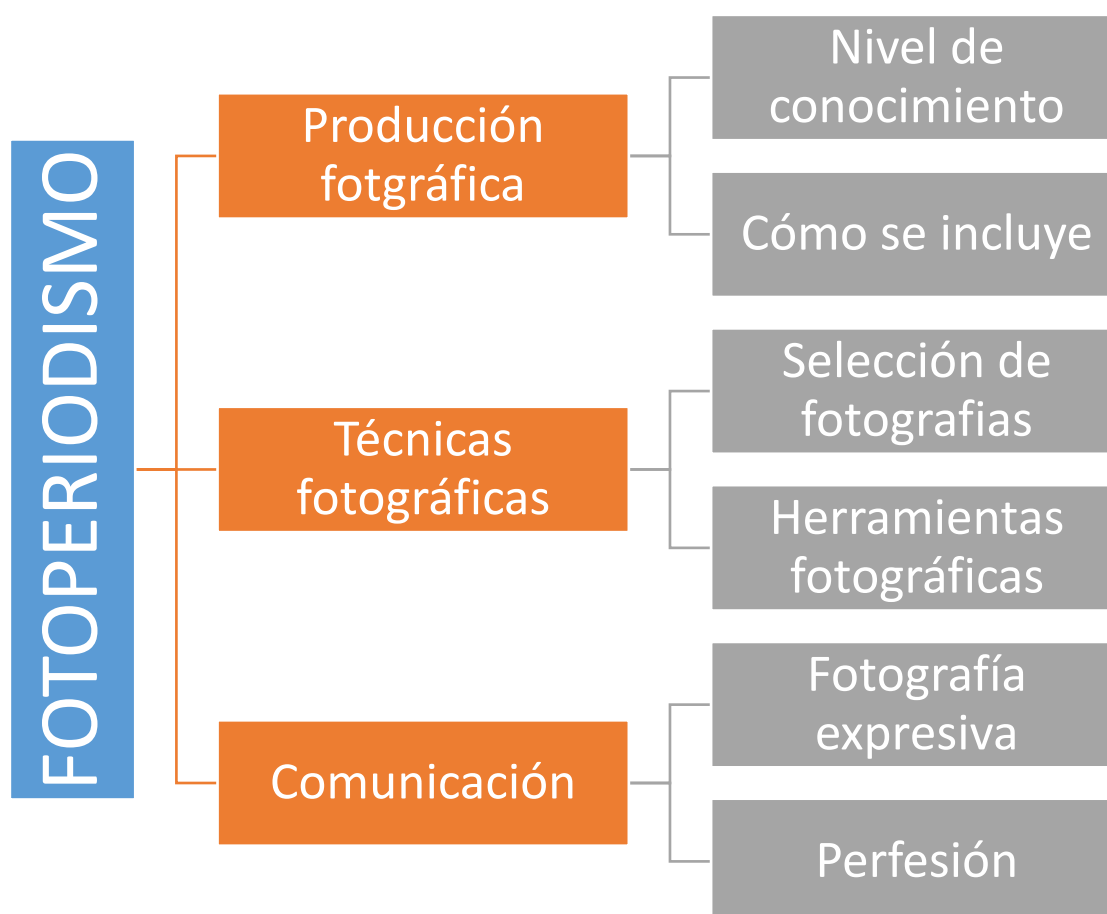 FOTOPERIODISMO
Producción
fotgráfica
Nivel de
conocimiento
Cómo se incluye
Técnicas
fotográficas
Selección de
fotografias
Herramientas
fotográficas
Comunicación
Fotografía
expresiva
Perfesión